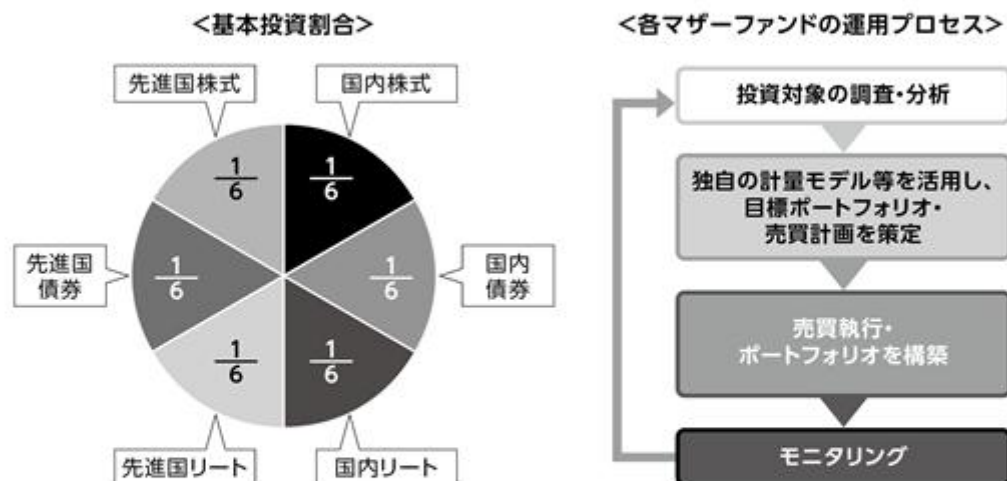 <基本投資割合>
先進国株式
国内株式
1
6
1
6
先進国
債券
1
6
1
6
国内
債券
1
6
1
6
先進国リート
国内リート
<各マザーファンドの運用プロセス>
投資対象の調査・分析
独自の計量モデル等を活用し、
目標ポートフォリオ・
売買計画を策定
売買執行・
ポートフォリオを構築
モニタリング